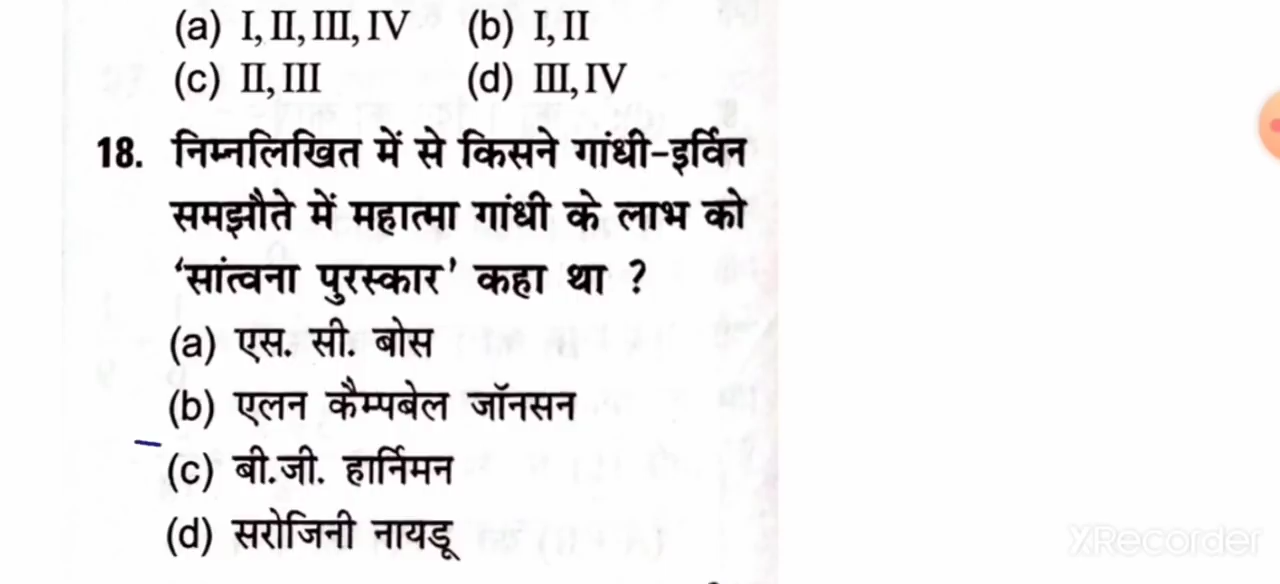 (a) I, II, III, IV (b) I, II
(c) II, III (d) III, IV
18. निम्नलिखित में से किसने गांधी-इर्विन
समझौते में महात्मा गांधी के लाभ को
‘सांत्वना पुरस्कार’ कहा था ?
(a) एस. सी. बोस
(b) एलन कैम्पबेल जॉनसन
(c) बी.जी. हार्निमन
(d) सरोजिनी नायडू
XRecorder